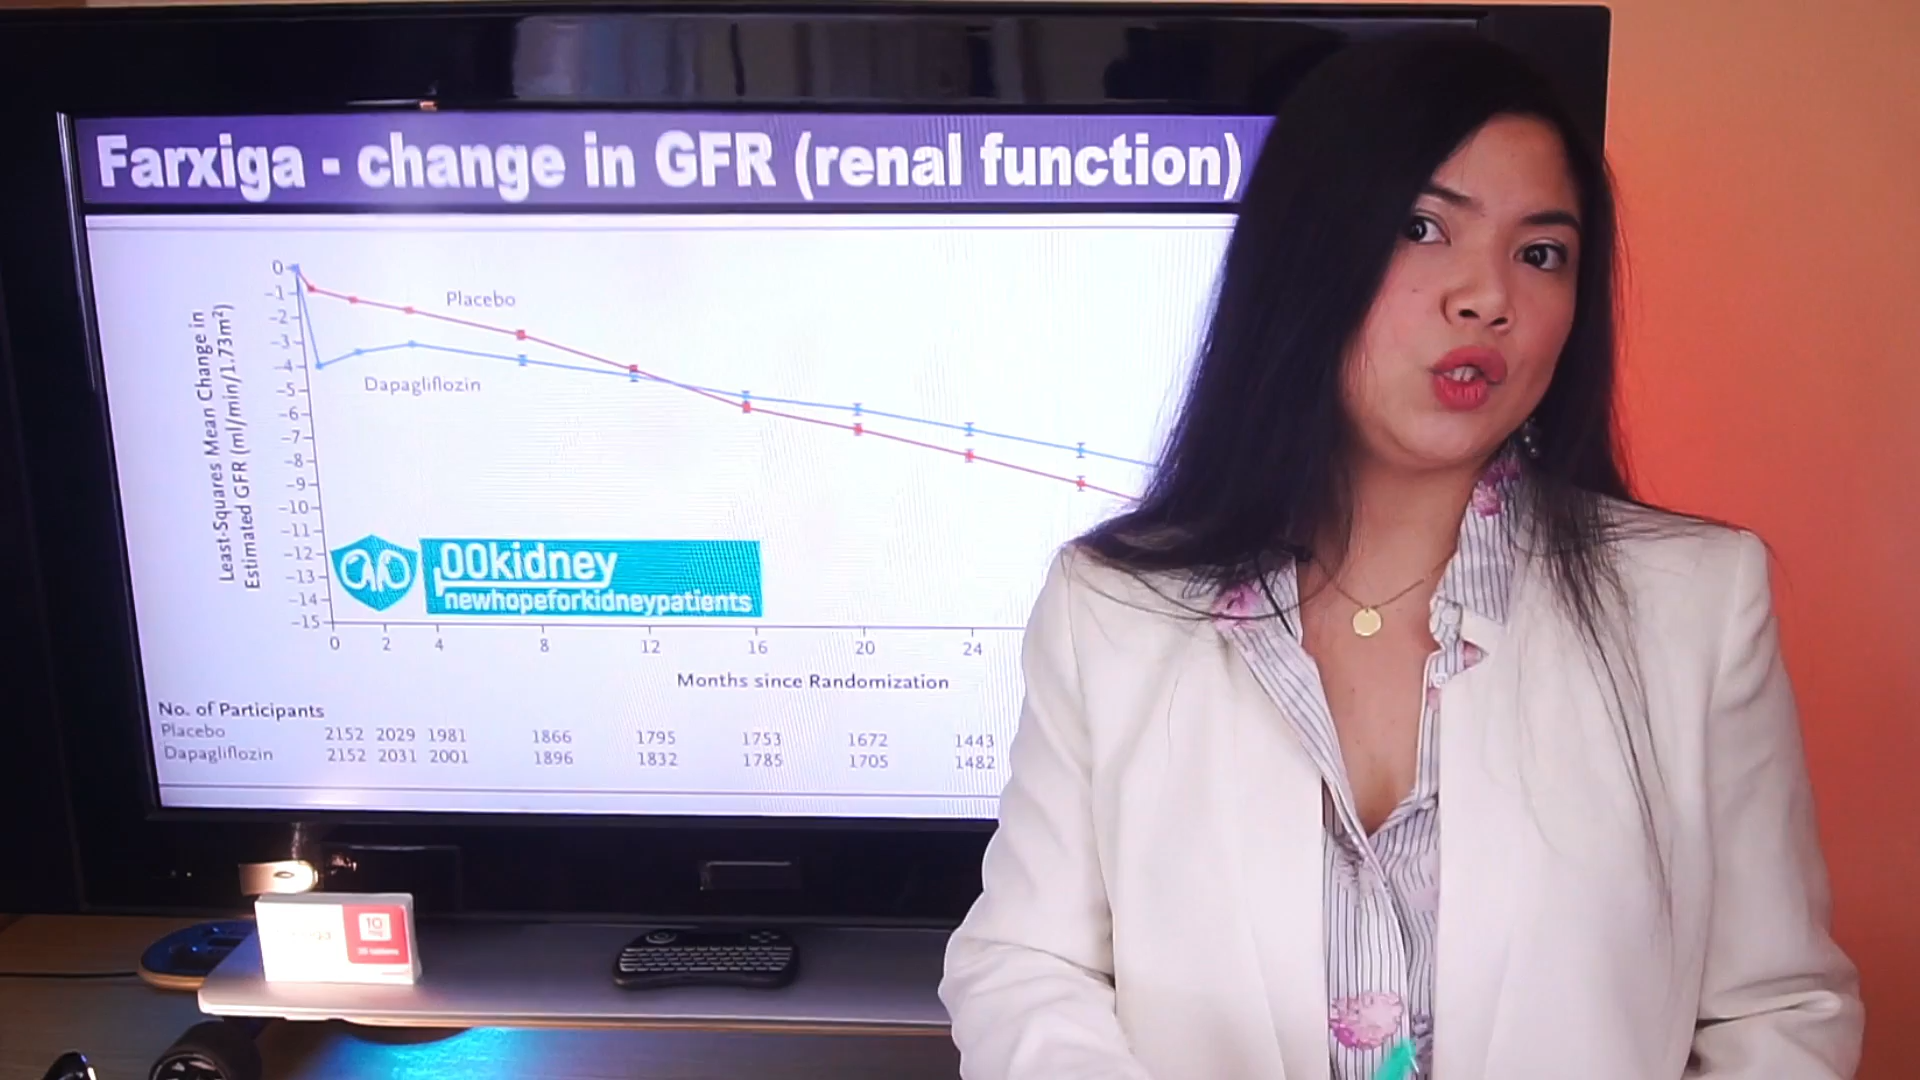 Farxiga - change in GFR (renal function)
Least-Squares Mean Change in
Estimated GFR (ml/min/1.73m²)
0
-1
-2
-3
-4
-5
-6
-7
-8
-9
-10
-11
-12
-13
-14
-15
Placebo
Dapagliflozin
00kidney
newhopeforkidneypatients
0 2 4 8 12 16 20 24
Months since Randomization
No. of Participants
Placebo 2152 2029 1981 1866 1795 1753 1672 1443
Dapagliflozin 2152 2031 2001 1896 1832 1785 1705 1482
10
mg